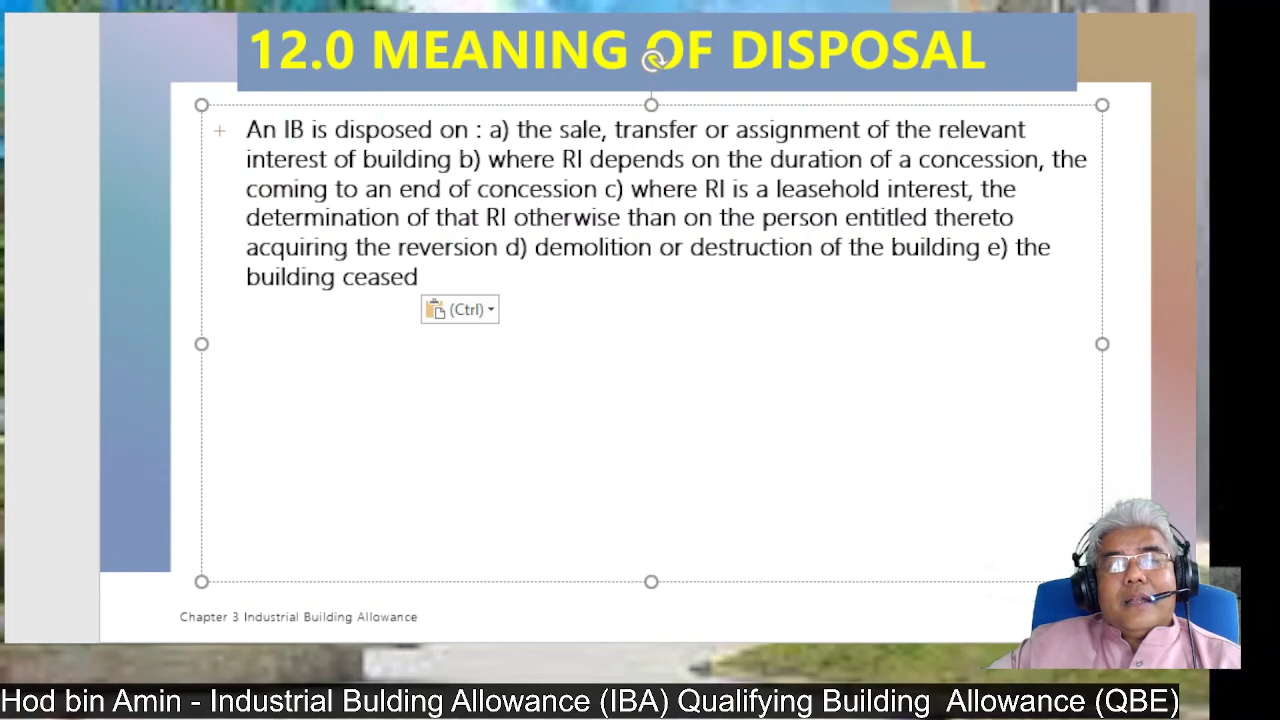 12.0 MEANING OF DISPOSAL
An IB is disposed on : a) the sale, transfer or assignment of the relevant
interest of building b) where RI depends on the duration of a concession, the
coming to an end of concession c) where RI is a leasehold interest, the
determination of that RI otherwise than on the person entitled thereto
acquiring the reversion d) demolition or destruction of the building e) the
building ceased
(Ctrl)
Chapter 3 Industrial Building Allowance
Hod bin Amin - Industrial Bulding Allowance (IBA) Qualifying Building Allowance (QBE)